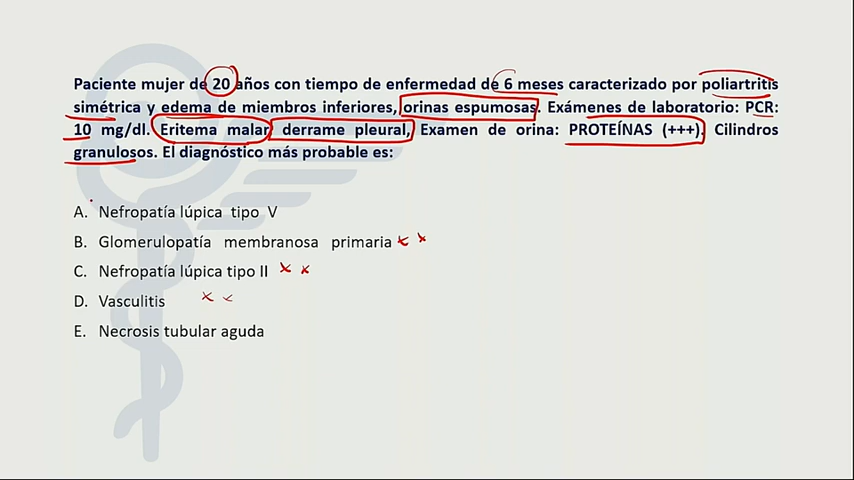 Paciente mujer de 20 años con tiempo de enfermedad de 6 meses caracterizado por poliartritis
simétrica y edema de miembros inferiores, orinas espumosas. Exámenes de laboratorio: PCR:
10 mg/dl. Eritema malar derrame pleural, Examen de orina: PROTEÍNAS (+++). Cilindros
granulosos. El diagnóstico más probable es:
A. Nefropatía lúpica tipo V
B. Glomerulopatía membranosa primaria
C. Nefropatía lúpica tipo II
D. Vasculitis
E. Necrosis tubular aguda